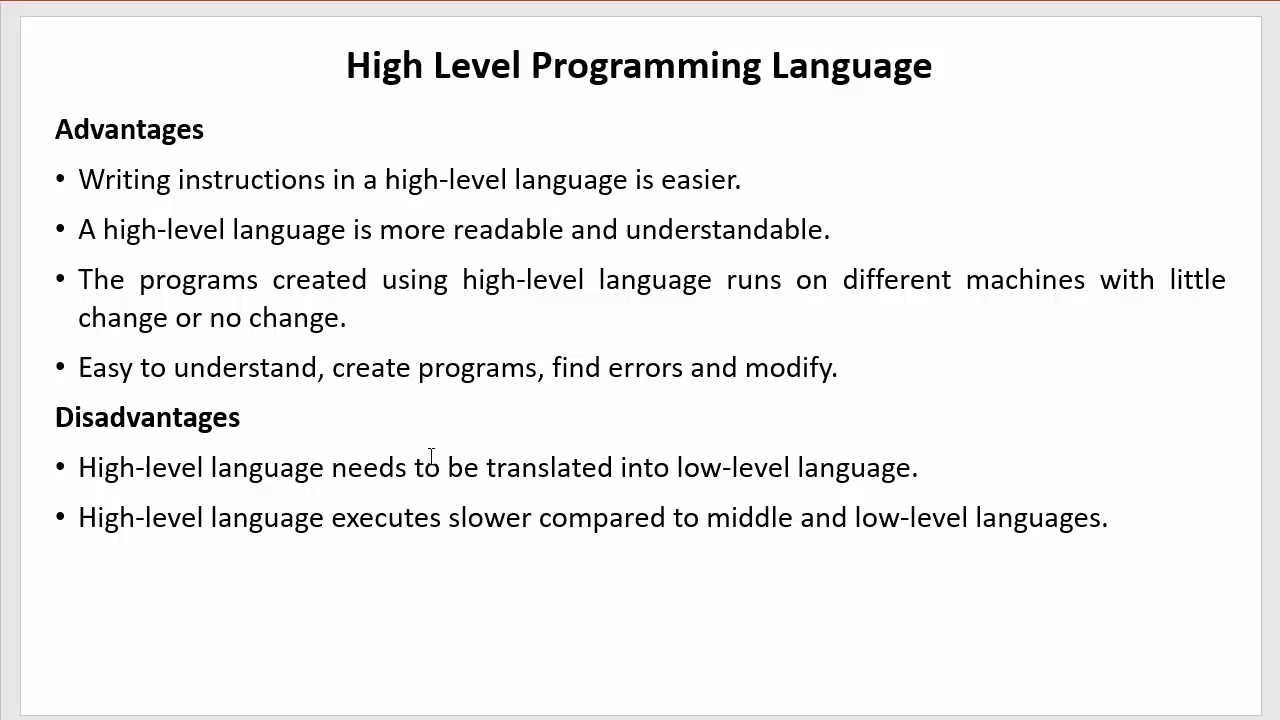 High Level Programming Language
Advantages
• Writing instructions in a high-level language is easier.
• A high-level language is more readable and understandable.
• The programs created using high-level language runs on different machines with little
change or no change.
• Easy to understand, create programs, find errors and modify.
Disadvantages
• High-level language needs to be translated into low-level language.
• High-level language executes slower compared to middle and low-level languages.